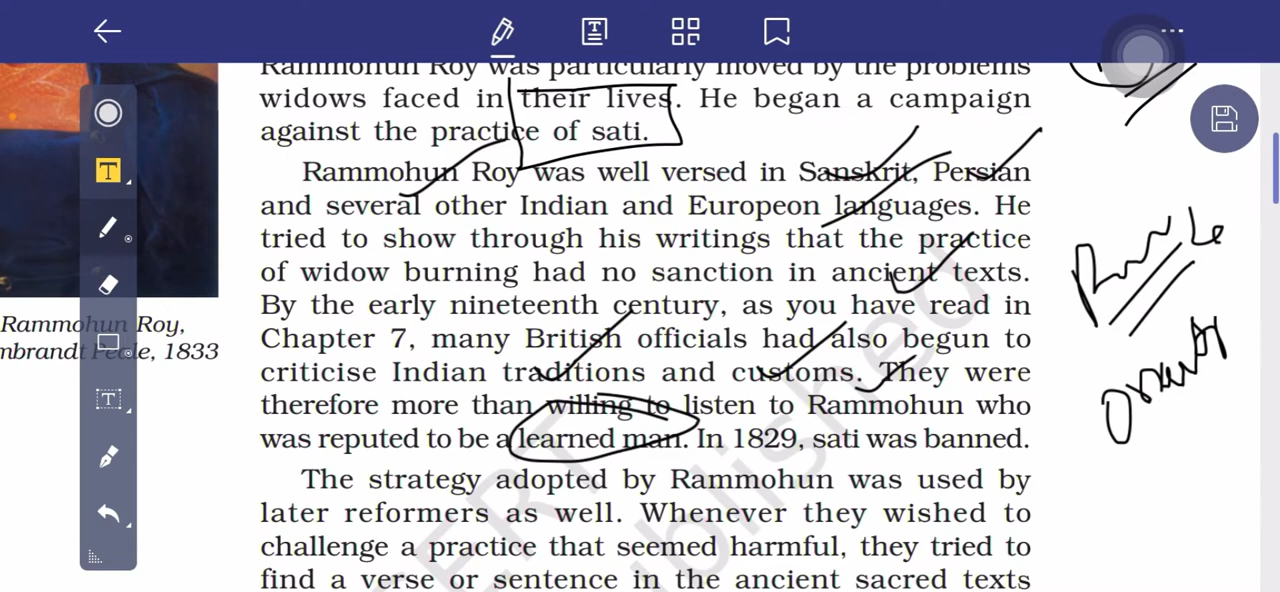 Rammohun Roy was particularly moved by the problems
widows faced in their lives. He began a campaign
against the practice of sati.
Rammohun Roy was well versed in Sanskrit, Persian
and several other Indian and Europeon languages. He
tried to show through his writings that the practice
of widow burning had no sanction in ancient texts.
By the early nineteenth century, as you have read in
Chapter 7, many British officials had also begun to
criticise Indian traditions and customs. They were
therefore more than willing to listen to Rammohun who
was reputed to be a learned man. In 1829, sati was banned.
The strategy adopted by Rammohun was used by
later reformers as well. Whenever they wished to
challenge a practice that seemed harmful, they tried to
find a verse or sentence in the ancient sacred texts
Rammohun Roy,
nbrandt Peale, 1833
T
T